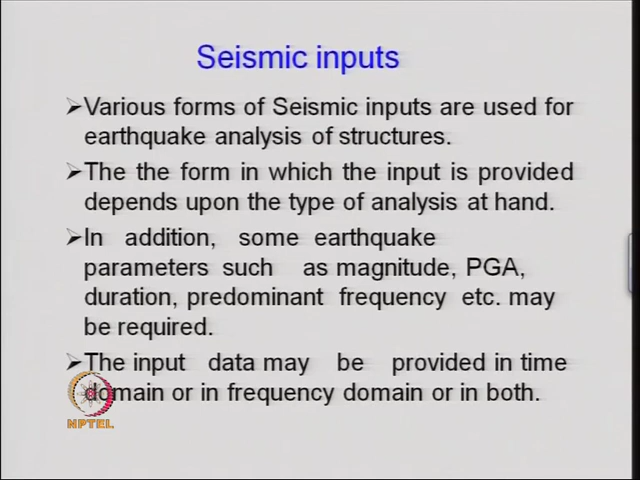 Seismic inputs
➢Various forms of Seismic inputs are used for
earthquake analysis of structures.
➢The the form in which the input is provided
depends upon the type of analysis at hand.
➢In addition, some earthquake
parameters such as magnitude, PGA,
duration, predominant frequency etc. may
be required.
➢The input data may be provided in time
domain or in frequency domain or in both.
NPTEL